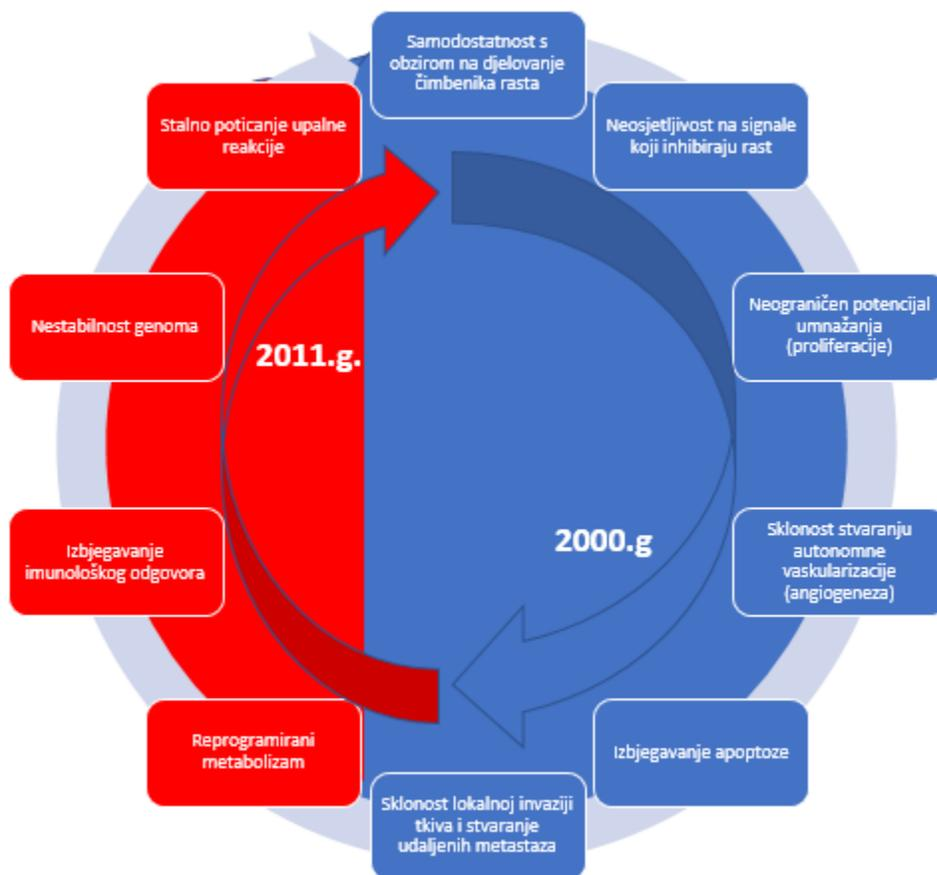 Samodostatnost s
obzirom na djelovanje
čimbenika rasta
Neosjetljivost na signale
koji inhibiraju rast
Neograničen potencijal
umnažanja
(proliferacije)
Sklonost stvaranju
autonomne
vaskularizacije
(angiogeneza)
Izbjegavanje apoptoze
Sklonost lokalnoj invaziji
tkiva i stvaranje
udaljenih metastaza
Reprogramirani
metabolizam
Izbjegavanje
imunološkog odgovora
Nestabilnost genoma
Stalno poticanje upalne
reakcije
2011.g.
2000.g